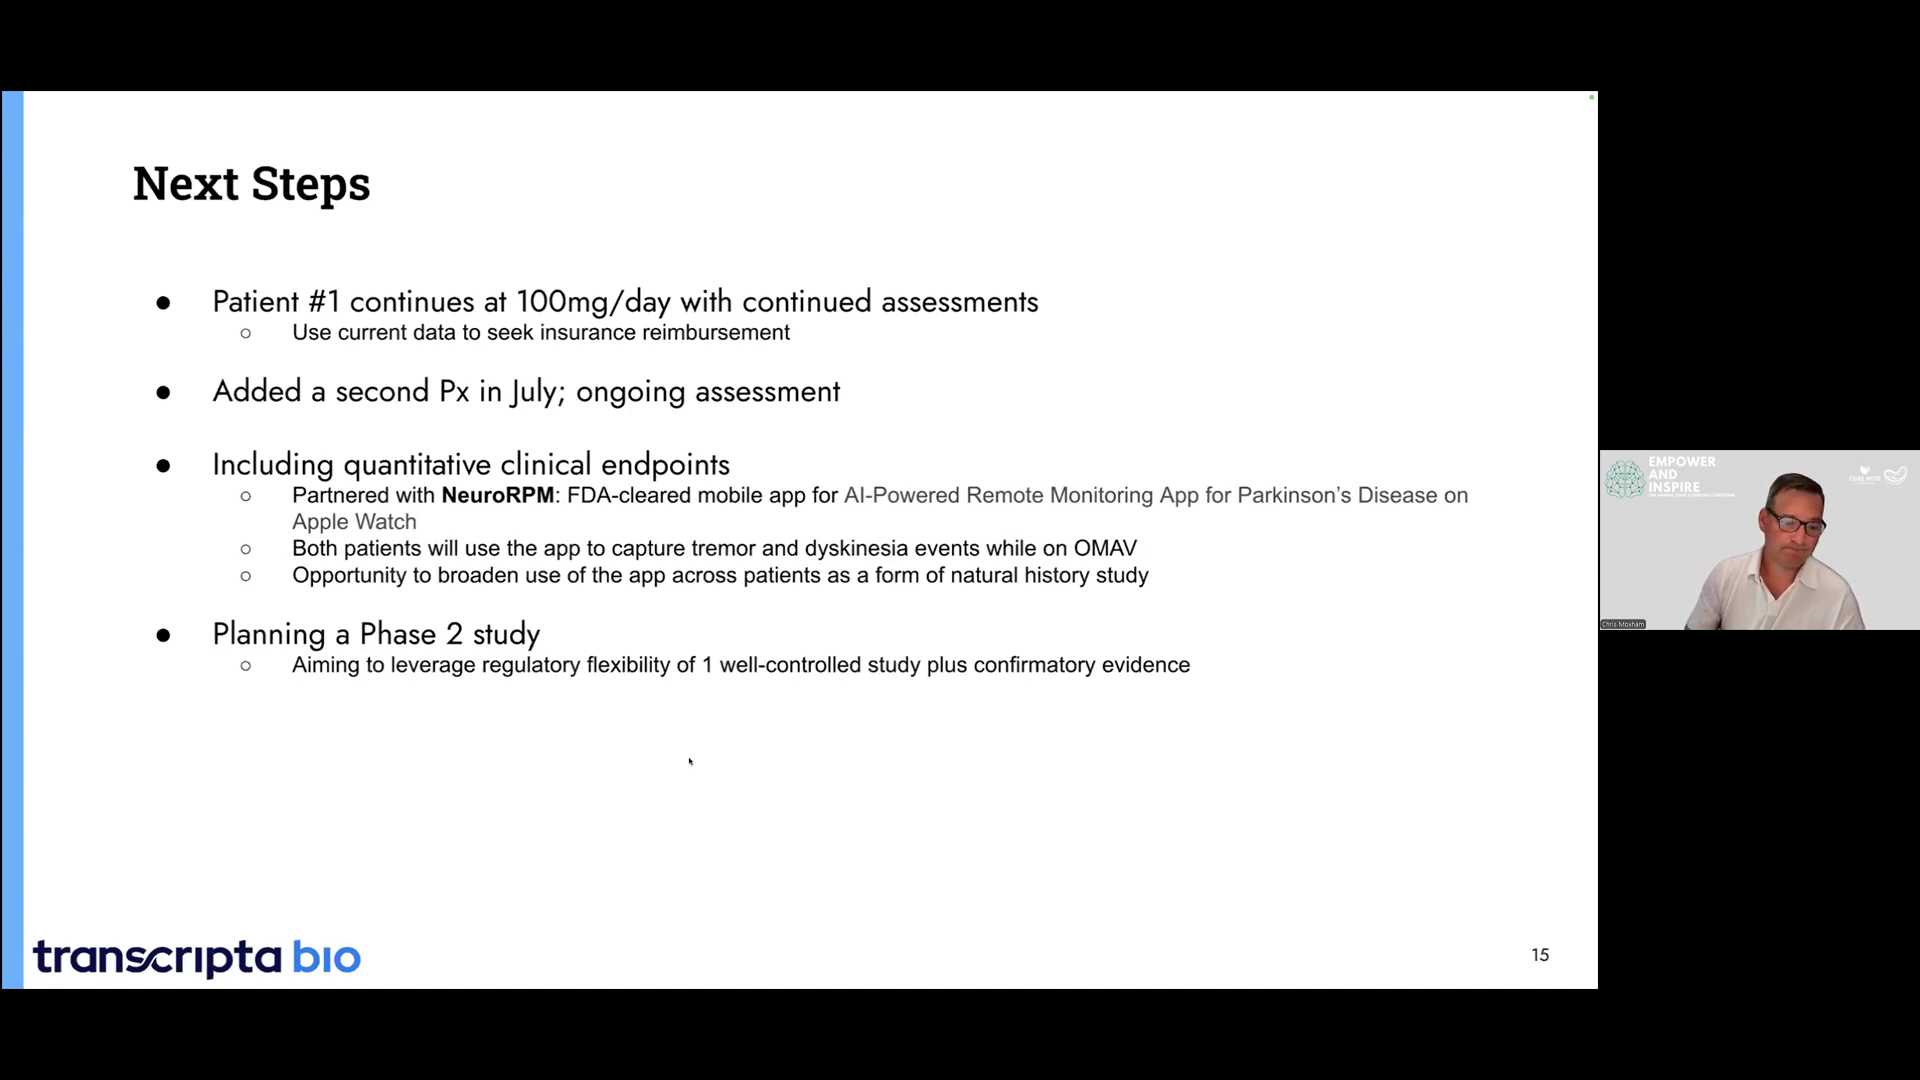 Next Steps
● Patient #1 continues at 100mg/day with continued assessments
○ Use current data to seek insurance reimbursement
● Added a second Px in July; ongoing assessment
● Including quantitative clinical endpoints
○ Partnered with NeuroRPM: FDA-cleared mobile app for AI-Powered Remote Monitoring App for Parkinson's Disease on
Apple Watch
○ Both patients will use the app to capture tremor and dyskinesia events while on OMAV
○ Opportunity to broaden use of the app across patients as a form of natural history study
● Planning a Phase 2 study
○ Aiming to leverage regulatory flexibility of 1 well-controlled study plus confirmatory evidence
transcripta bio
15
EMPOWER
AND
INSPIRE
CURE MITO
Chris Moxham